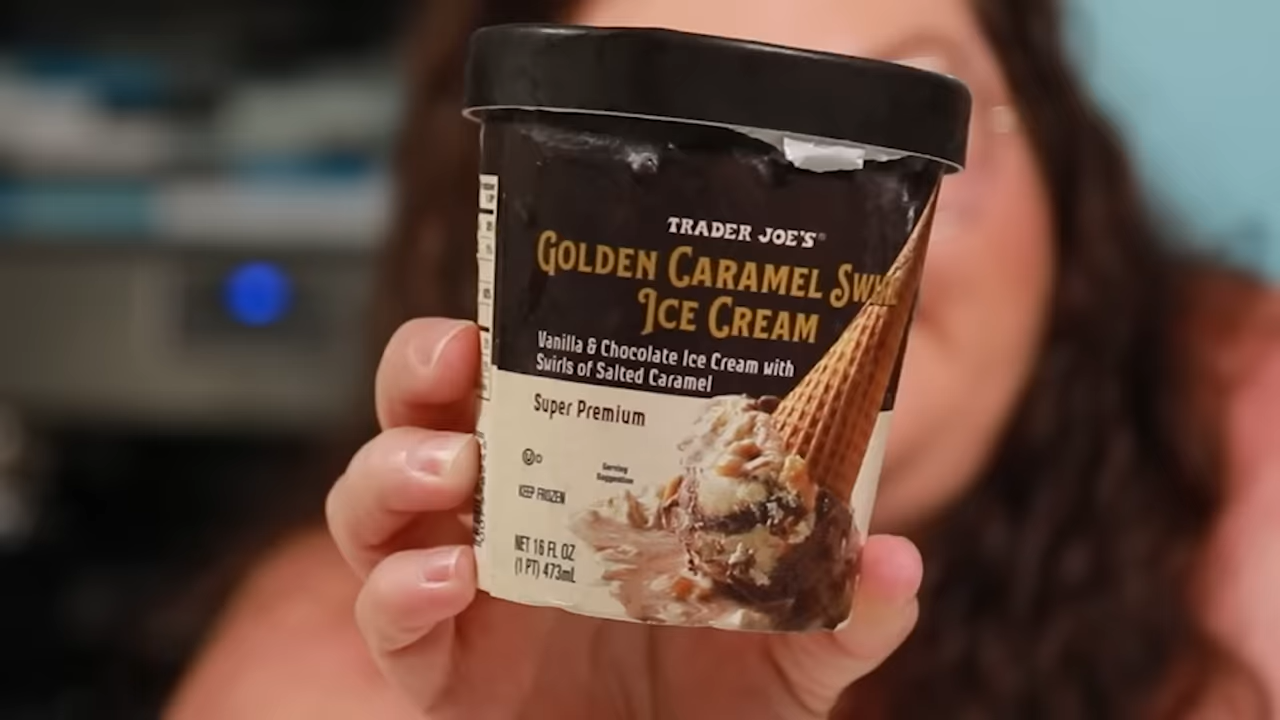 TRADER JOE'S®
GOLDEN CARAMEL
ICE CREAM
Vanilla & Chocolate Ice Cream with
Swirls of Salted Caramel
Super Premium
Serving
Suggestion
KEEP FROZEN
NET 16 FL OZ
(1 PT) 473mL